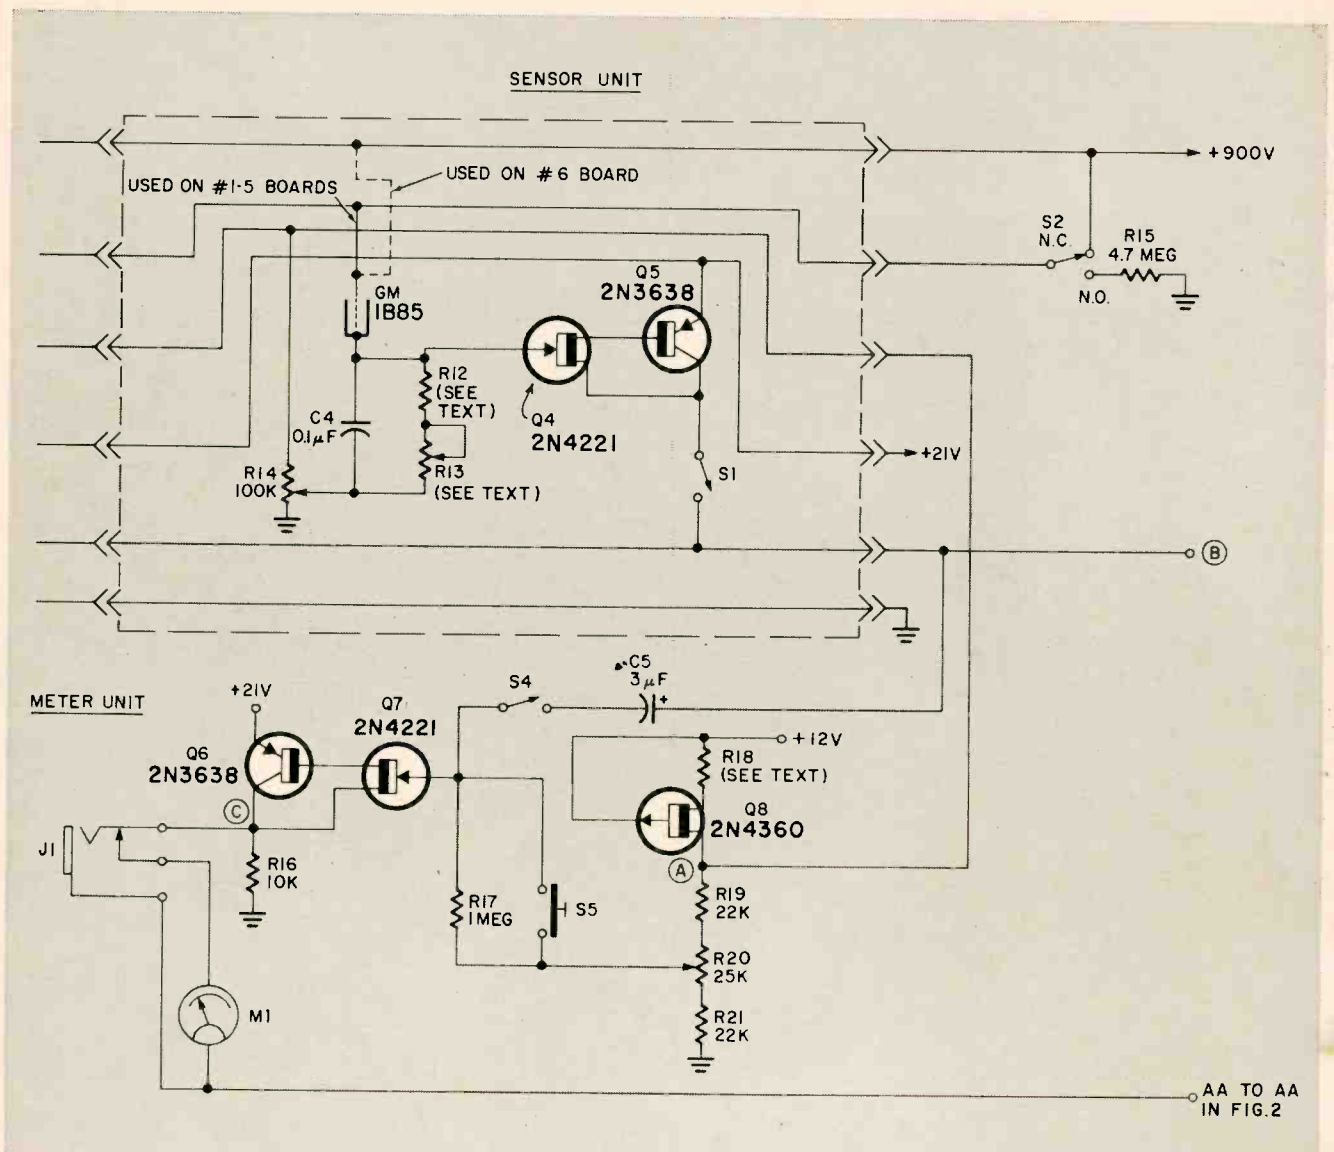 SENSOR UNIT
+900V
USED ON #6 BOARD
USED ON #1-5 BOARDS
S2
N.C.
R15
4.7 MEG
N.O.
Q5
2N3638
GM
1B85
R12
(SEE
TEXT)
C4
0.1µF
Q4
2N4221
+21V
R14
100K
R13
(SEE TEXT)
S1
B
METER UNIT
+21V
Q7
2N4221
S4
C5
3µF
+
+12V
Q6
2N3638
R18
(SEE TEXT)
Q8
2N4360
C
J1
A
R16
10K
R17
1MEG
S5
R19
22K
R20
25K
M1
R21
22K
AA TO AA
IN FIG.2